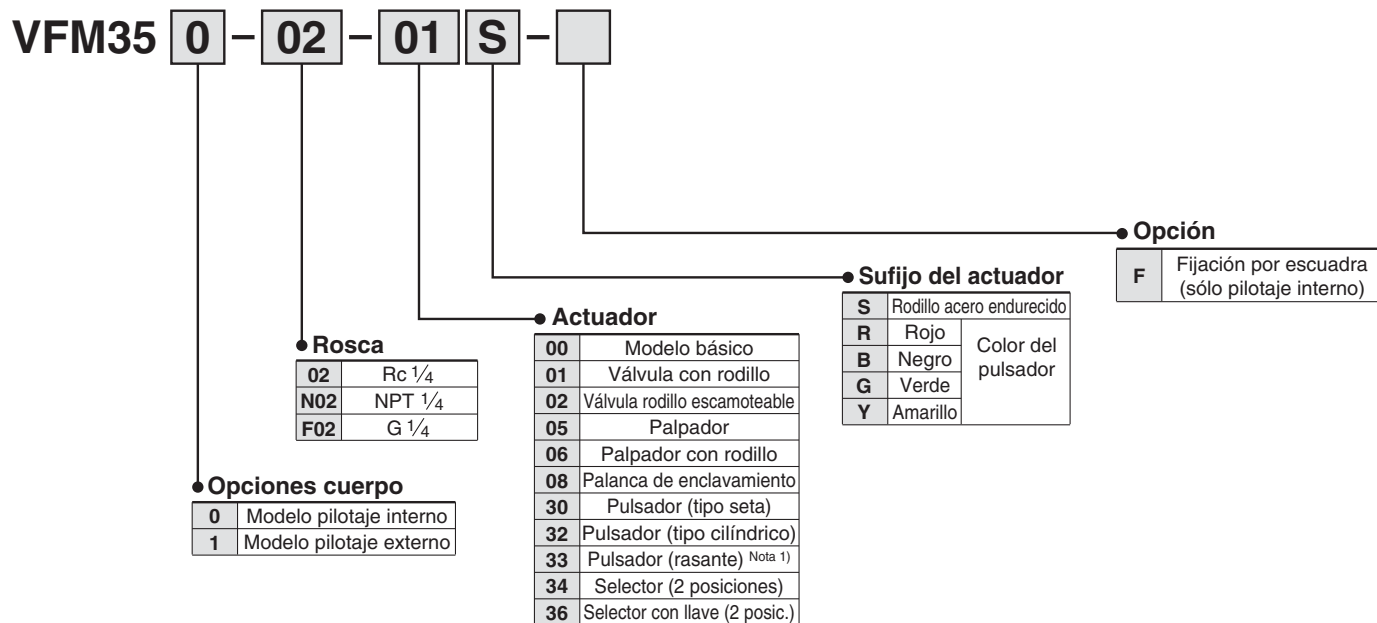 VFM35 0 - 02 - 01 S -
Opción
F Fijación por escuadra
(sólo pilotaje interno)
Sufijo del actuador
S Rodillo acero endurecido
R Rojo
B Negro
G Verde
Y Amarillo
Color del
pulsador
Actuador
00 Modelo básico
01 Válvula con rodillo
02 Válvula rodillo escamoteable
05 Palpador
06 Palpador con rodillo
08 Palanca de enclavamiento
30 Pulsador (tipo seta)
32 Pulsador (tipo cilíndrico)
33 Pulsador (rasante) Nota 1)
34 Selector (2 posiciones)
36 Selector con llave (2 posic.)
Rosca
02 Rc 1/4
N02 NPT 1/4
F02 G 1/4
Opciones cuerpo
0 Modelo pilotaje interno
1 Modelo pilotaje externo